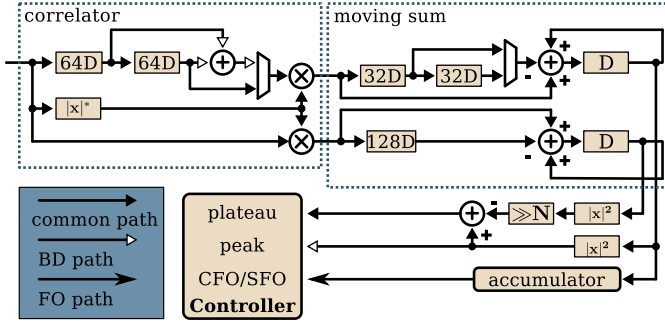 correlator
moving sum
64D
64D
+
×
32D
32D
-
+
+
+
D
|x|*
×
128D
-
+
+
+
D
common path
BD path
FO path
plateau
peak
CFO/SFO
Controller
+
-
+
≫N
|x|²
|x|²
accumulator